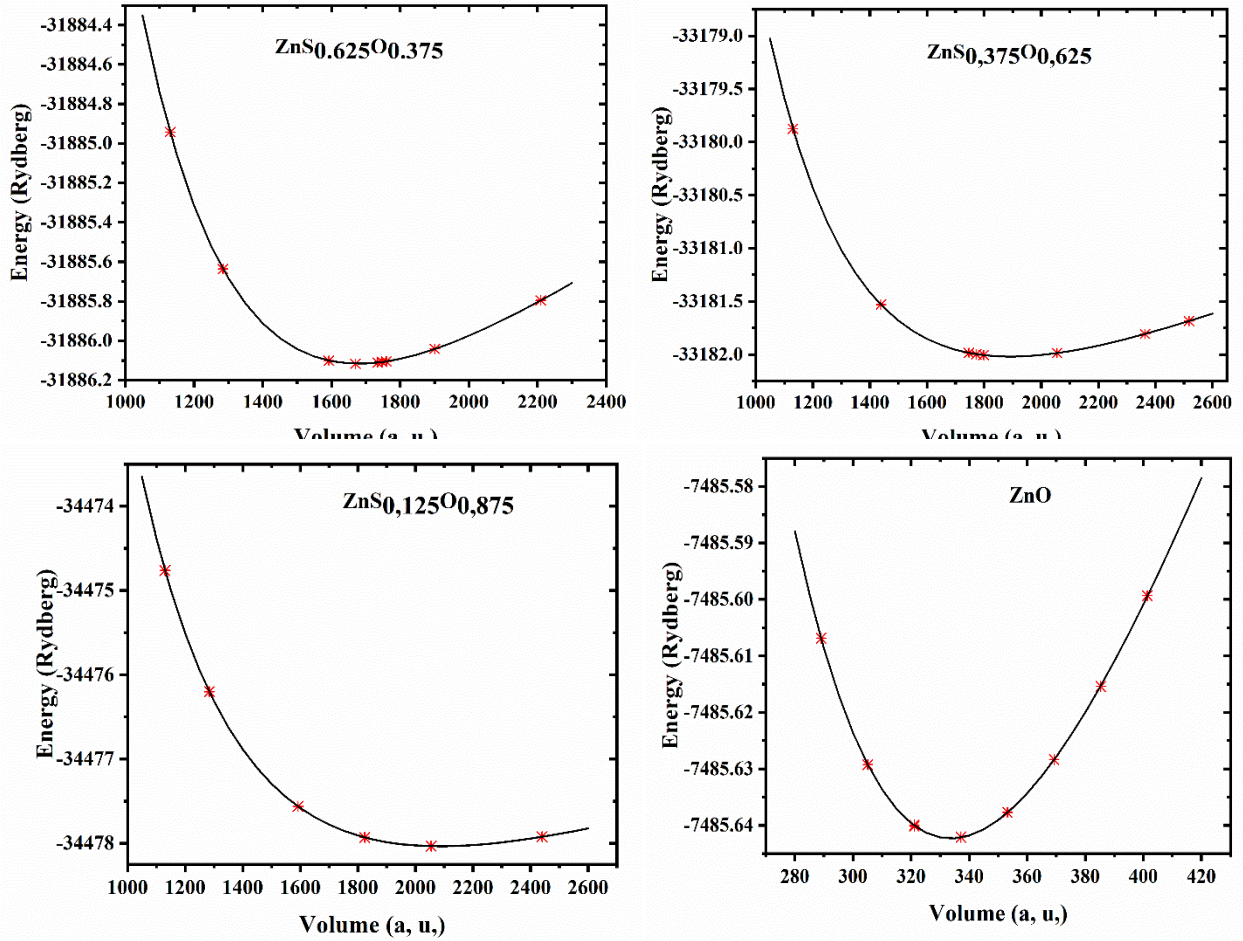 ZnS0.625O0.375
Energy (Rydberg)
-31884.4
-31884.6
-31884.8
-31885.0
-31885.2
-31885.4
-31885.6
-31885.8
-31886.0
-31886.2
1000 1200 1400 1600 1800 2000 2200 2400
Volume (a, u,)
ZnS0,375O0,625
Energy (Rydberg)
-33179.0
-33179.5
-33180.0
-33180.5
-33181.0
-33181.5
-33182.0
1000 1200 1400 1600 1800 2000 2200 2400 2600
Volume (a, u,)
ZnS0,125O0,875
Energy (Rydberg)
-34474
-34475
-34476
-34477
-34478
1000 1200 1400 1600 1800 2000 2200 2400 2600
Volume (a, u,)
ZnO
Energy (Rydberg)
-7485.58
-7485.59
-7485.60
-7485.61
-7485.62
-7485.63
-7485.64
280 300 320 340 360 380 400 420
Volume (a, u,)